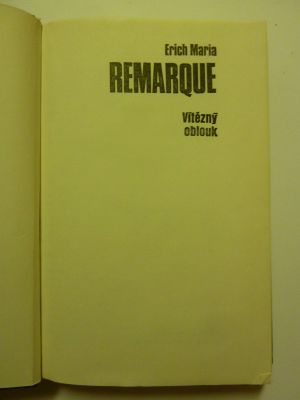 Erich Maria
REMARQUE
Vítězný
oblouk